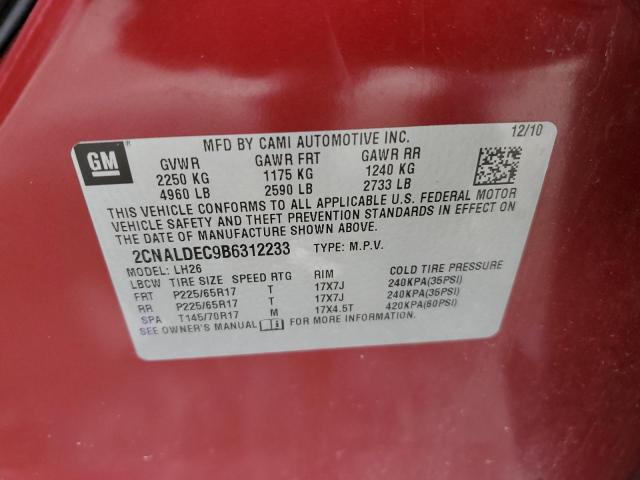 MFD BY CAMI AUTOMOTIVE INC. 12/10
GM
GVWR GAWR FRT GAWR RR
2250 KG 1175 KG 1240 KG
4960 LB 2590 LB 2733 LB
THIS VEHICLE CONFORMS TO ALL APPLICABLE U.S. FEDERAL MOTOR
VEHICLE SAFETY AND THEFT PREVENTION STANDARDS IN EFFECT ON
DATE OF MANUFACTURE SHOWN ABOVE.
2CNALDEC9B6312233 TYPE: M.P.V.
MODEL: LH26
LBCW TIRE SIZE SPEED RTG RIM COLD TIRE PRESSURE
FRT P225/65R17 T 17X7J 240KPA(35PSI)
RR P225/65R17 T 17X7J 240KPA(35PSI)
SPA T145/70R17 M 17X4.5T 420KPA(60PSI)
SEE OWNER'S MANUAL FOR MORE INFORMATION.